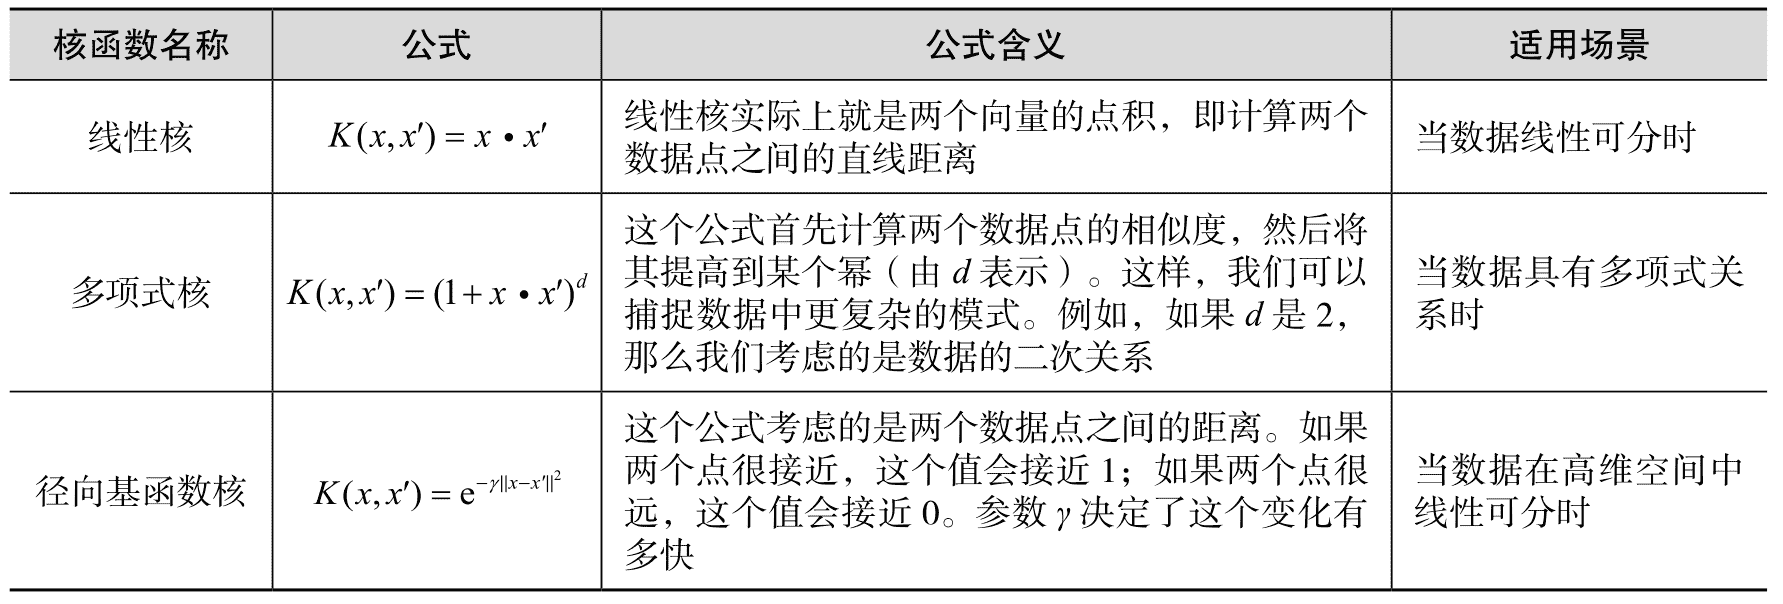 核函数名称 公式 公式含义 适用场景
线性核 K(x,x′)=x•x′ 线性核实际上就是两个向量的点积，即计算两个
数据点之间的直线距离 当数据线性可分时
多项式核 K(x,x′)=(1+x•x′)^d 这个公式首先计算两个数据点的相似度，然后将
其提高到某个幂（由 d 表示）。这样，我们可以
捕捉数据中更复杂的模式。例如，如果 d 是 2，
那么我们考虑的是数据的二次关系
当数据具有多项式关
系时
径向基函数核 K(x,x′)=e^{-γ||x-x′||²} 这个公式考虑的是两个数据点之间的距离。如果
两个点很接近，这个值会接近 1；如果两个点很
远，这个值会接近 0。参数 γ 决定了这个变化有
多快
当数据在高维空间中
线性可分时